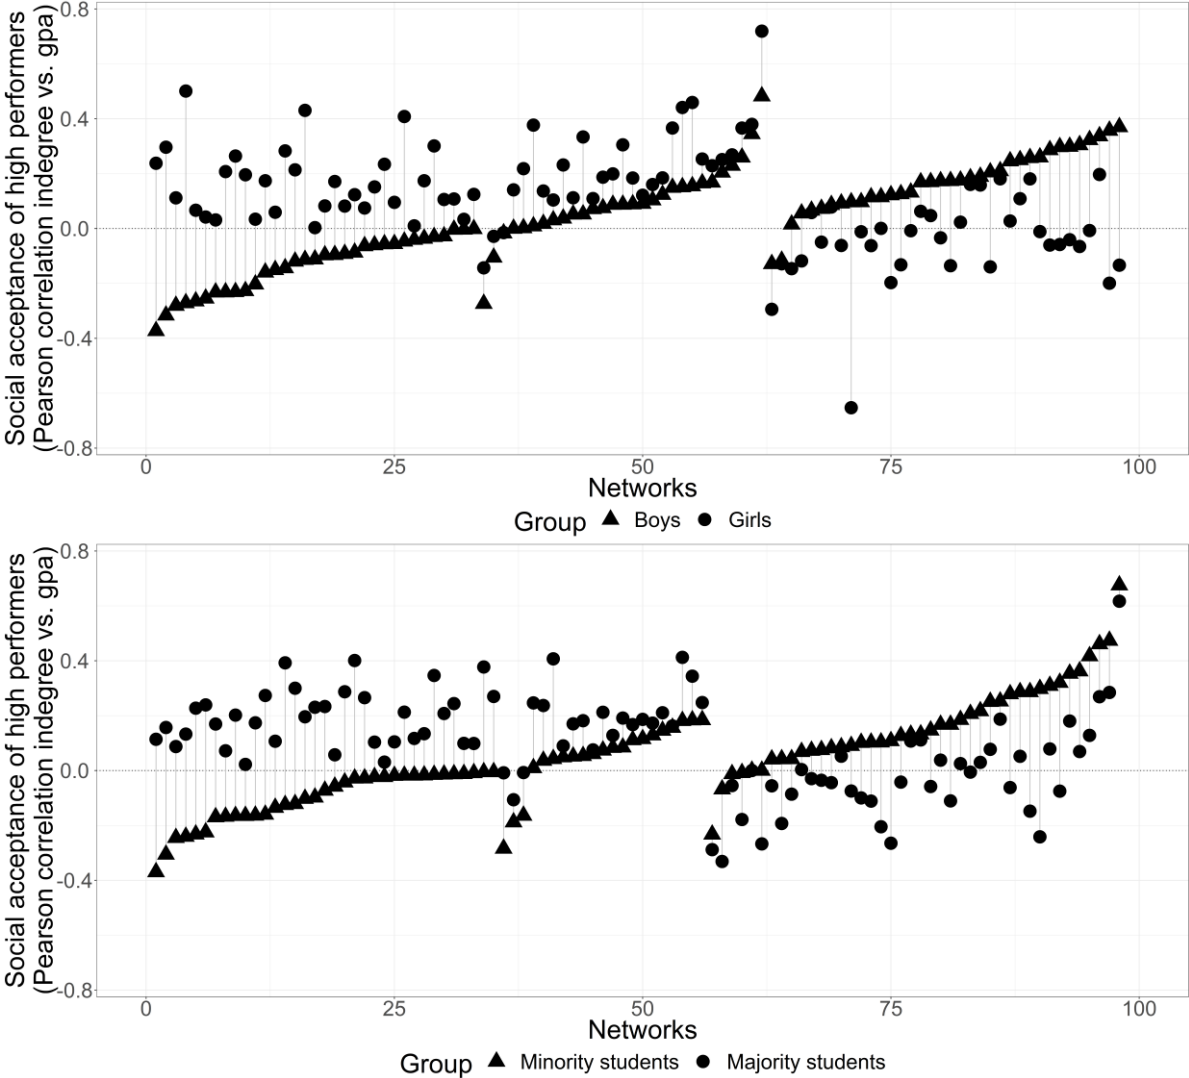 Social acceptance of high performers
(Pearson correlation indegree vs. gpa)
0.8
0.4
0.0
-0.4
-0.8
0 25 50 75 100
Networks
Group Boys Girls
Social acceptance of high performers
(Pearson correlation indegree vs. gpa)
0.8
0.4
0.0
-0.4
-0.8
0 25 50 75 100
Networks
Group Minority students Majority students